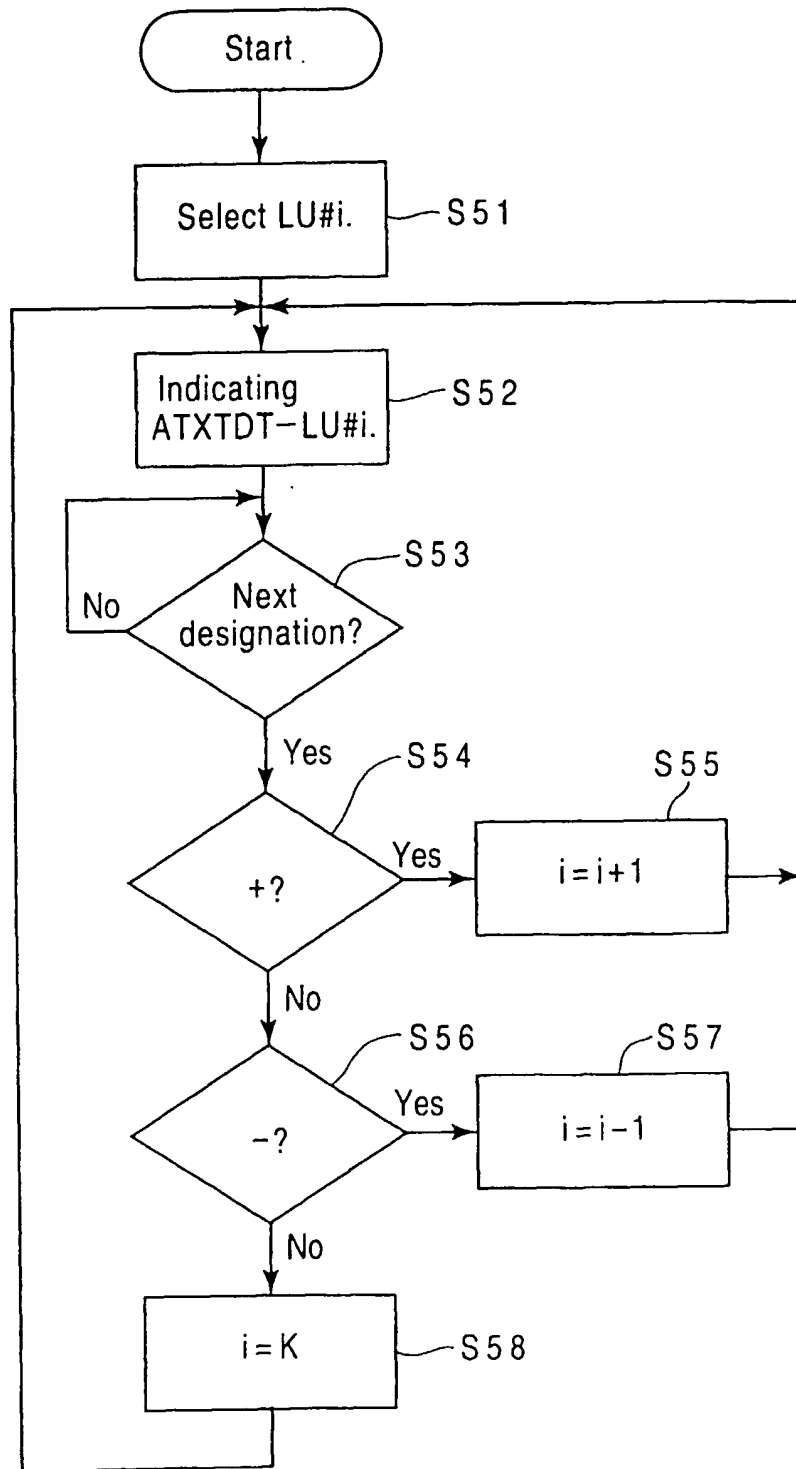 Start
Select LU#i.
S51
Indicating
ATXTDT-LU#i.
S52
S53
Next
designation?
No
Yes
S54
+?
Yes
S55
i=i+1
No
S56
-?
Yes
S57
i=i-1
No
i=K
S58